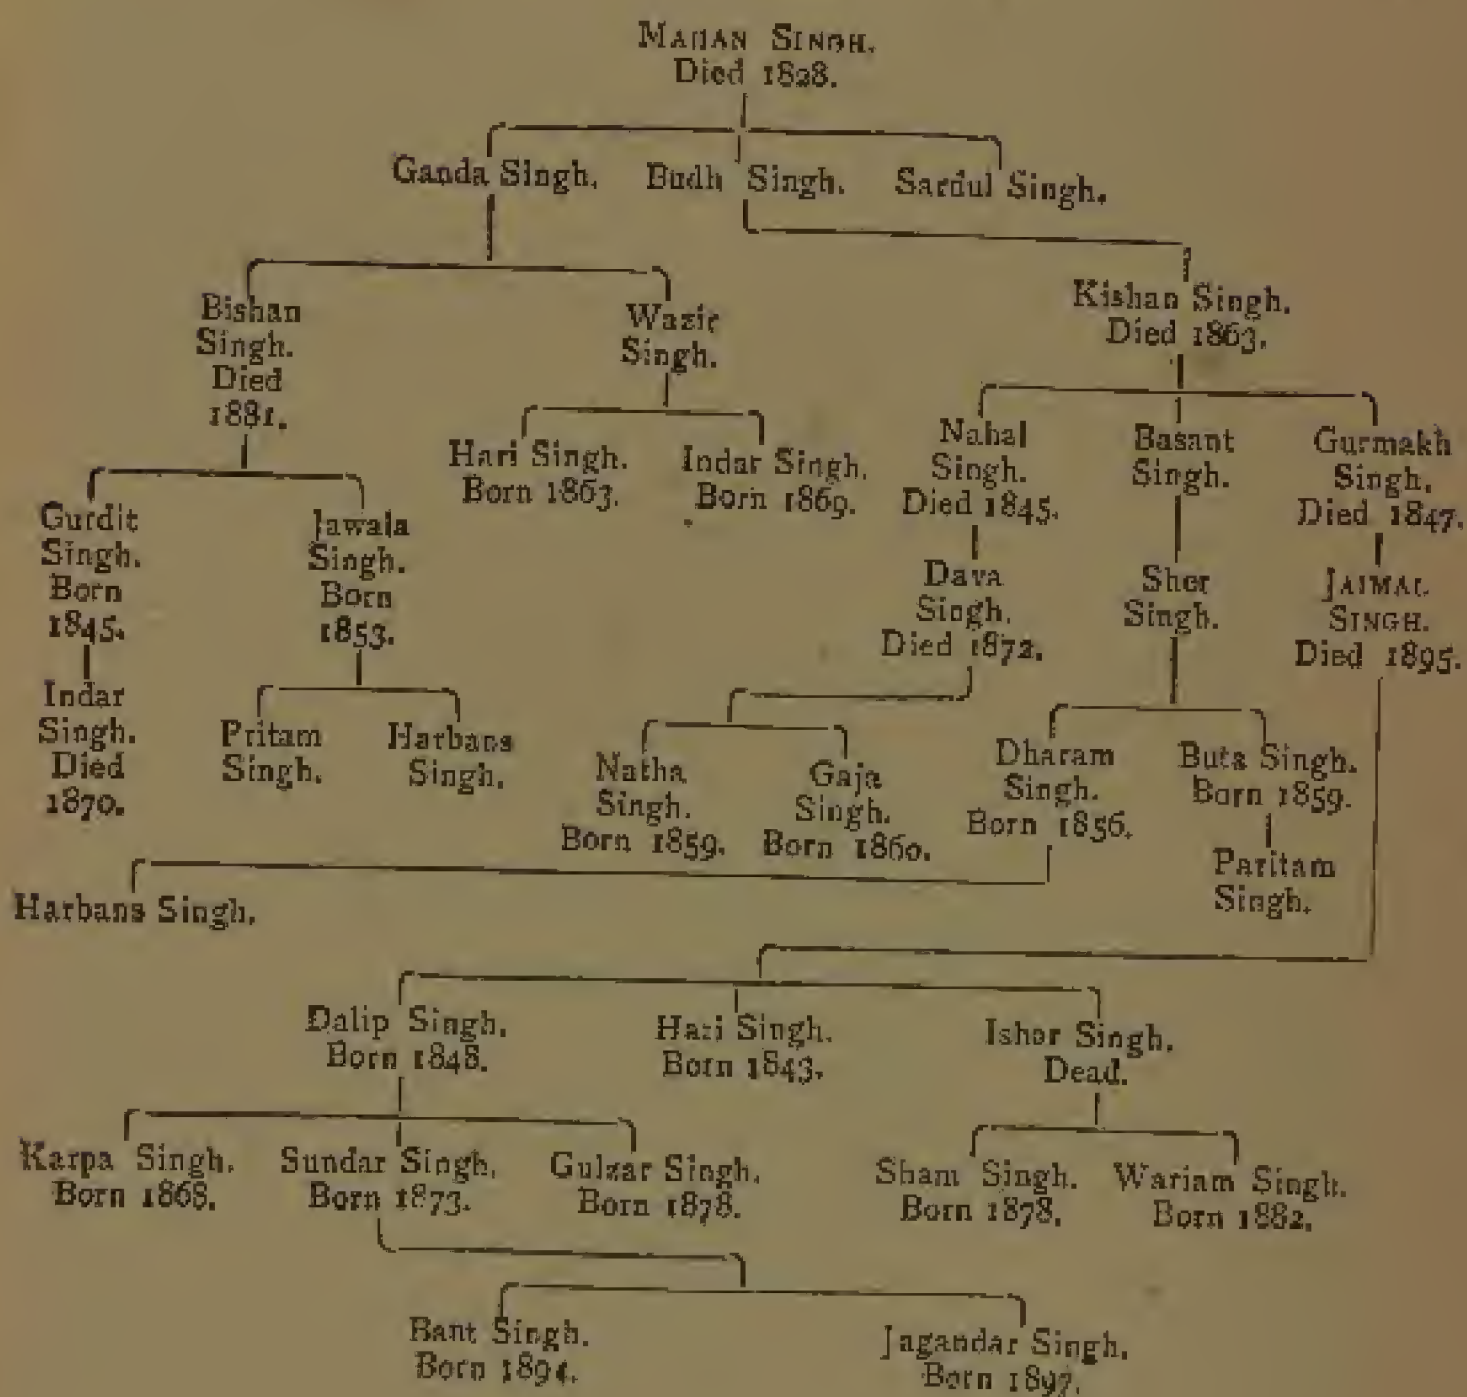 MAHAN SINGH.
Died 1828.
Ganda Singh. Budh Singh. Sardul Singh.
Bishan
Singh.
Died
1881.
Wazir
Singh.
Kishan Singh.
Died 1863.
Hari Singh.
Born 1863.
Indar Singh.
Born 1869.
Nahal
Singh.
Died 1845.
Basant
Singh.
Gurmakh
Singh.
Died 1847.
Gurdit
Singh.
Born
1845.
Jawala
Singh.
Born
1853.
Dava
Singh.
Died 1872.
Sher
Singh.
JAIMAL
SINGH.
Died 1895.
Indar
Singh.
Died
1870.
Pritam
Singh.
Harbans
Singh.
Natha
Singh.
Born 1859.
Gaja
Singh.
Born 1860.
Dharam
Singh.
Born 1856.
Buta Singh.
Born 1859.
Paritam
Singh.
Harbans Singh.
Dalip Singh.
Born 1848.
Hari Singh.
Born 1843.
Isher Singh.
Dead.
Karpa Singh.
Born 1868.
Sundar Singh.
Born 1873.
Gulzar Singh.
Born 1878.
Sham Singh.
Born 1878.
Wariam Singh.
Born 1882.
Bant Singh.
Born 1894.
Jagandar Singh.
Born 1897.